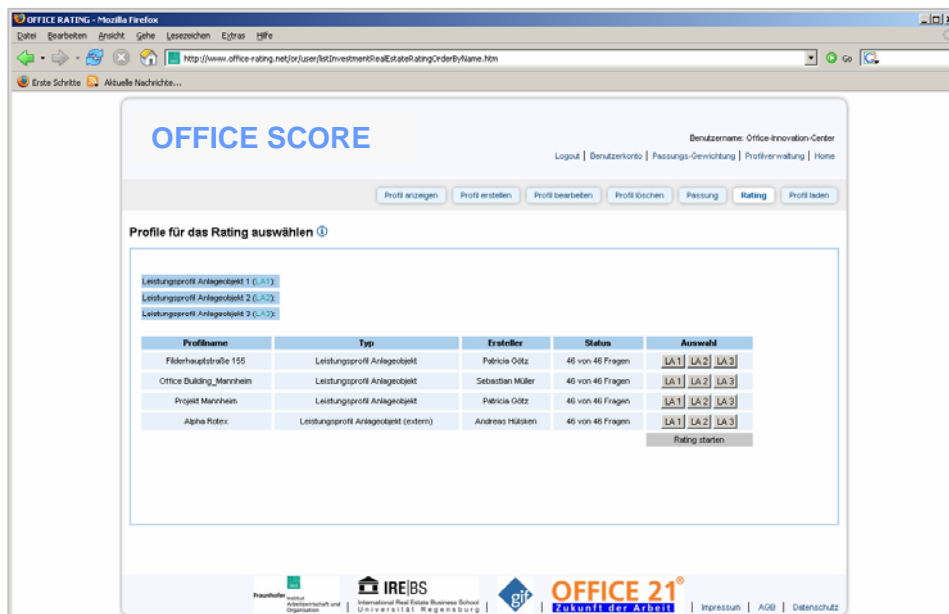 OFFICE RATING - Mozilla Firefox
Datei Bearbeiten Ansicht Gehe Lesezeichen Extras Hilfe
http://www.office-rating.net/or/user/listInvestmentRealEstateRatingOrderByName.htm Go
Erste Schritte Aktuelle Nachrichte...
OFFICE SCORE
Benutzername: Office-Innovation-Center
Logout | Benutzerkonto | Passungs-Gewichtung | Profilverwaltung | Home
Profil anzeigen Profil erstellen Profil bearbeiten Profil löschen Passung Rating Profil laden
Profile für das Rating auswählen
Leistungsprofil Anlageobjekt 1 (LA1):
Leistungsprofil Anlageobjekt 2 (LA2):
Leistungsprofil Anlageobjekt 3 (LA3):
Profilname Typ Ersteller Status Auswahl
Filderhauptstraße 155 Leistungsprofil Anlageobjekt Patricia Götz 46 von 46 Fragen LA 1 LA 2 LA 3
Office Building_Mannheim Leistungsprofil Anlageobjekt Sebastian Müller 46 von 46 Fragen LA 1 LA 2 LA 3
Projekt Mannheim Leistungsprofil Anlageobjekt Patricia Götz 46 von 46 Fragen LA 1 LA 2 LA 3
Alpha Rotex Leistungsprofil Anlageobjekt (extern) Andreas Hülsken 46 von 46 Fragen LA 1 LA 2 LA 3
Rating starten
Fraunhofer Institut
Arbeitswirtschaft und
Organisation
IRE|BS
International Real Estate Business School
Universität Regensburg
gif
OFFICE 21®
Zukunft der Arbeit
Impressum | AGB | Datenschutz